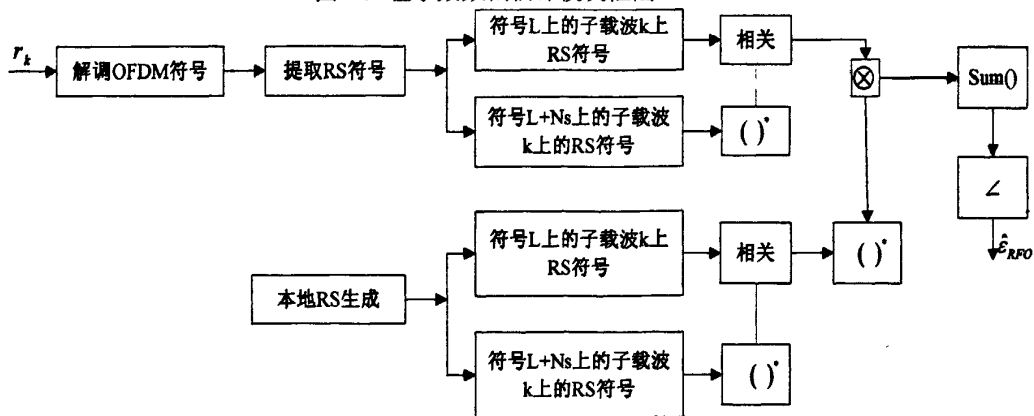 r_k
解调OFDM符号
提取RS符号
符号L上的子载波k上
RS符号
相关
⊗
Sum()
符号L+Ns上的子载波
k上的RS符号
( )*
∠
ε̂_RFO
本地RS生成
符号L上的子载波k上
RS符号
相关
( )*
符号L+Ns上的子载波
k上的RS符号
( )*